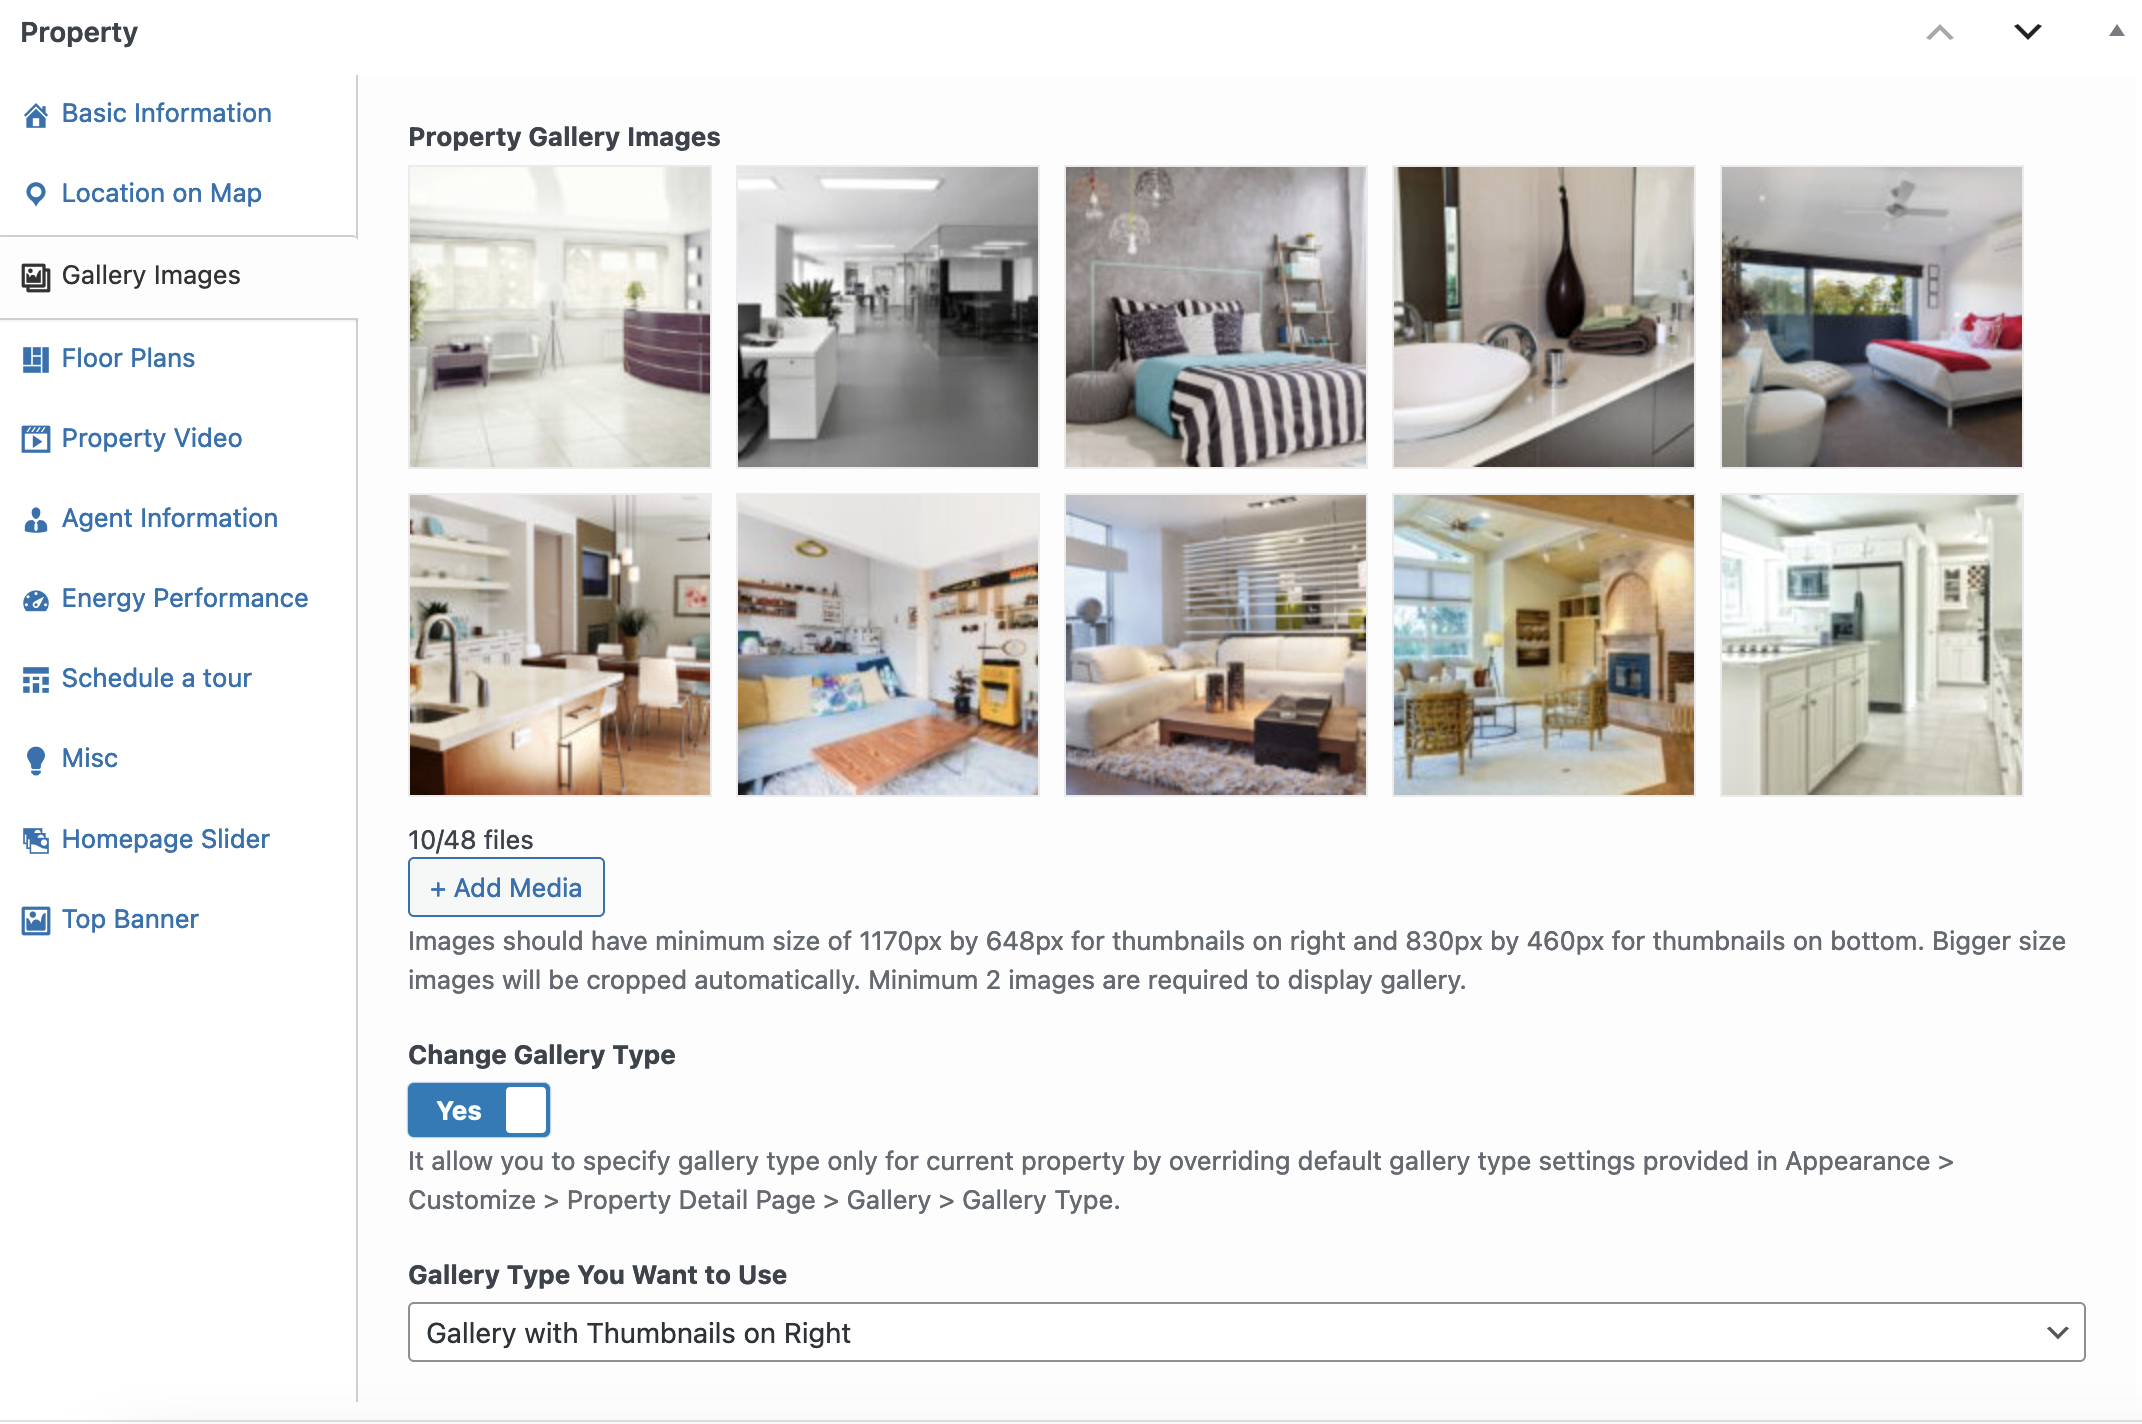 Property
Basic Information
Location on Map
Gallery Images
Floor Plans
Property Video
Agent Information
Energy Performance
Schedule a tour
Misc
Homepage Slider
Top Banner
Property Gallery Images
10/48 files
+ Add Media
Images should have minimum size of 1170px by 648px for thumbnails on right and 830px by 460px for thumbnails on bottom. Bigger size
images will be cropped automatically. Minimum 2 images are required to display gallery.
Change Gallery Type
Yes
It allow you to specify gallery type only for current property by overriding default gallery type settings provided in Appearance >
Customize > Property Detail Page > Gallery > Gallery Type.
Gallery Type You Want to Use
Gallery with Thumbnails on Right